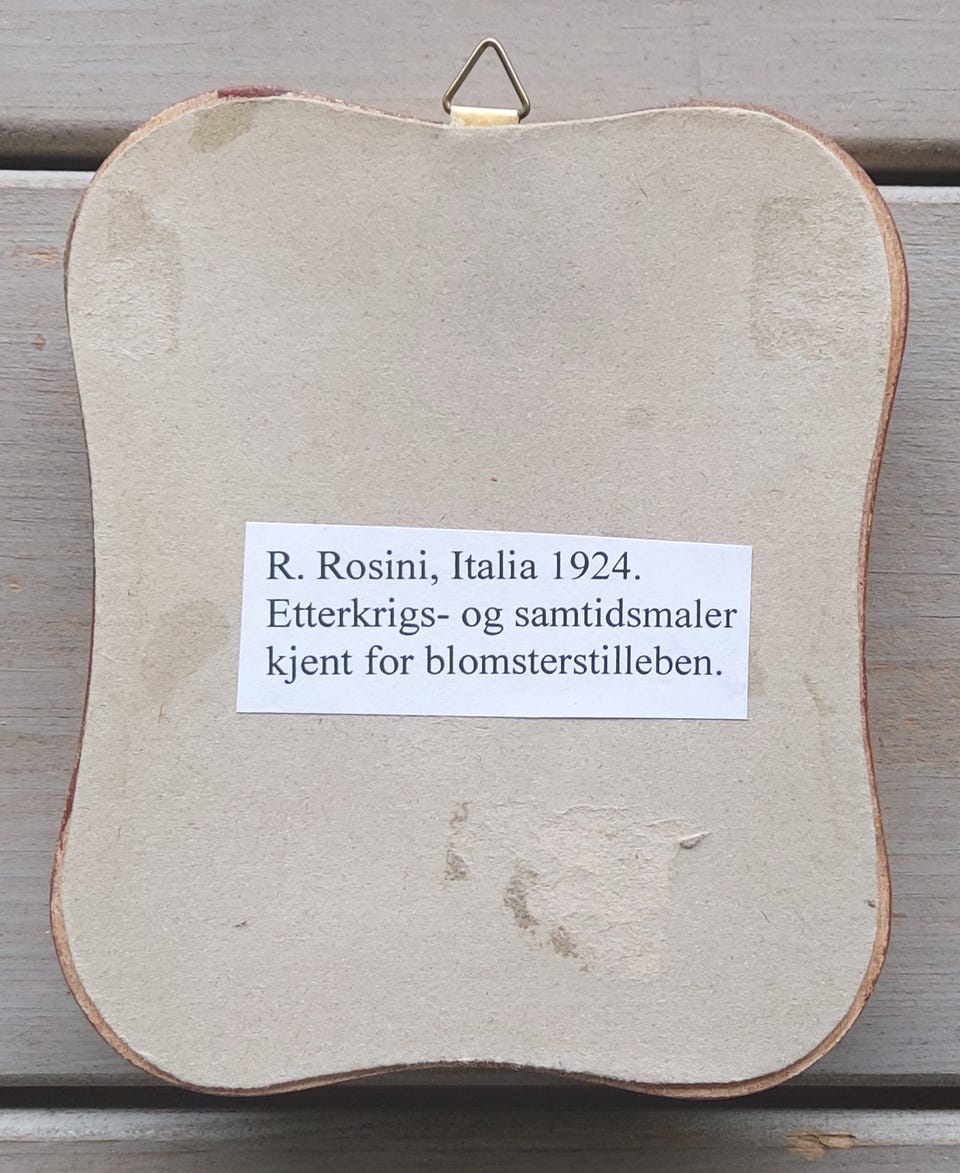 R. Rosini, Italia 1924.
Etterkrigs- og samtidsmaler
kjent for blomsterstilleben.